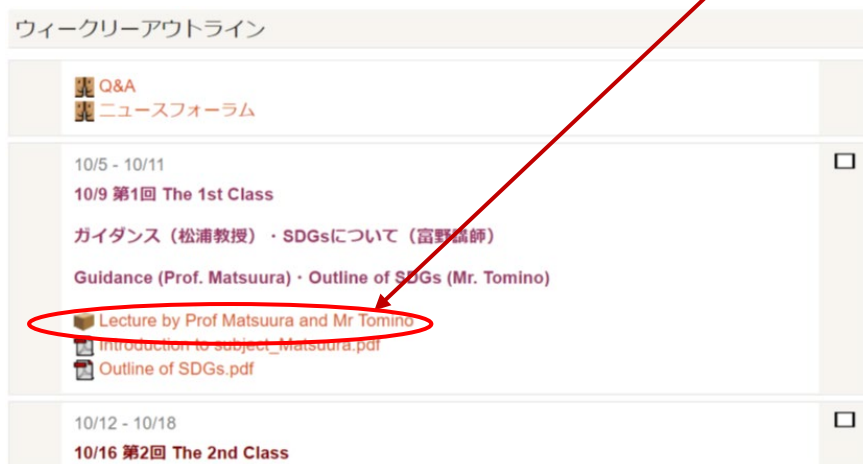 ウィークリーアウトライン
Q&A
ニュースフォーラム
10/5 - 10/11
10/9 第1回 The 1st Class
ガイダンス（松浦教授）・SDGsについて（富野講師）
Guidance (Prof. Matsuura)・Outline of SDGs (Mr. Tomino)
Lecture by Prof Matsuura and Mr Tomino
Introduction to subject_Matsuura.pdf
Outline of SDGs.pdf
10/12 - 10/18
10/16 第2回 The 2nd Class